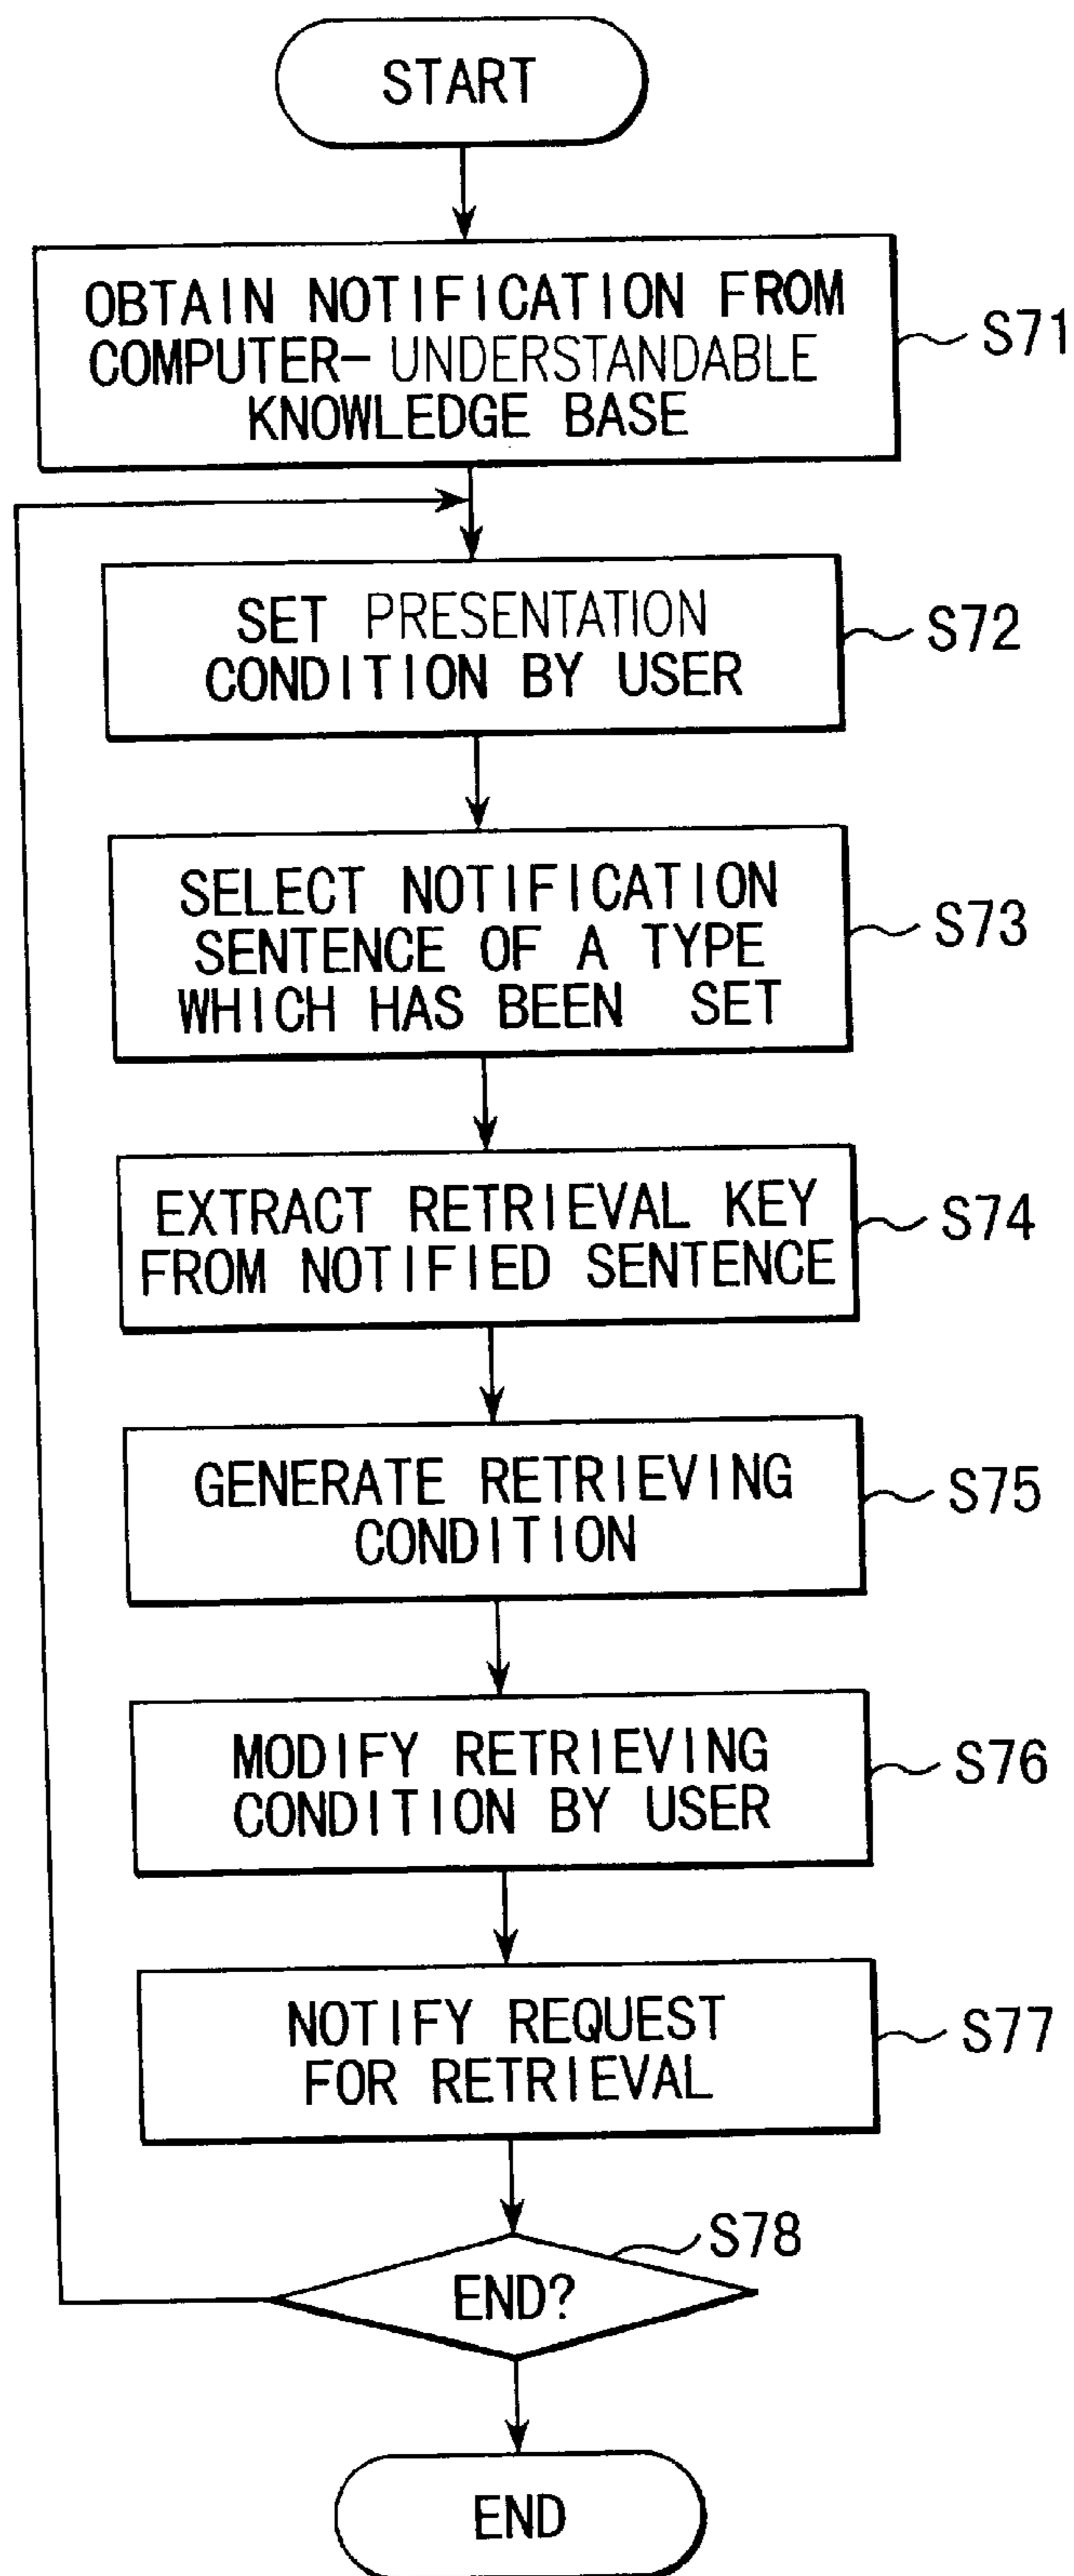 START
OBTAIN NOTIFICATION FROM
COMPUTER- UNDERSTANDABLE
KNOWLEDGE BASE
S71
SET PRESENTATION
CONDITION BY USER
S72
SELECT NOTIFICATION
SENTENCE OF A TYPE
WHICH HAS BEEN SET
S73
EXTRACT RETRIEVAL KEY
FROM NOTIFIED SENTENCE
S74
GENERATE RETRIEVING
CONDITION
S75
MODIFY RETRIEVING
CONDITION BY USER
S76
NOTIFY REQUEST
FOR RETRIEVAL
S77
S78
END?
END